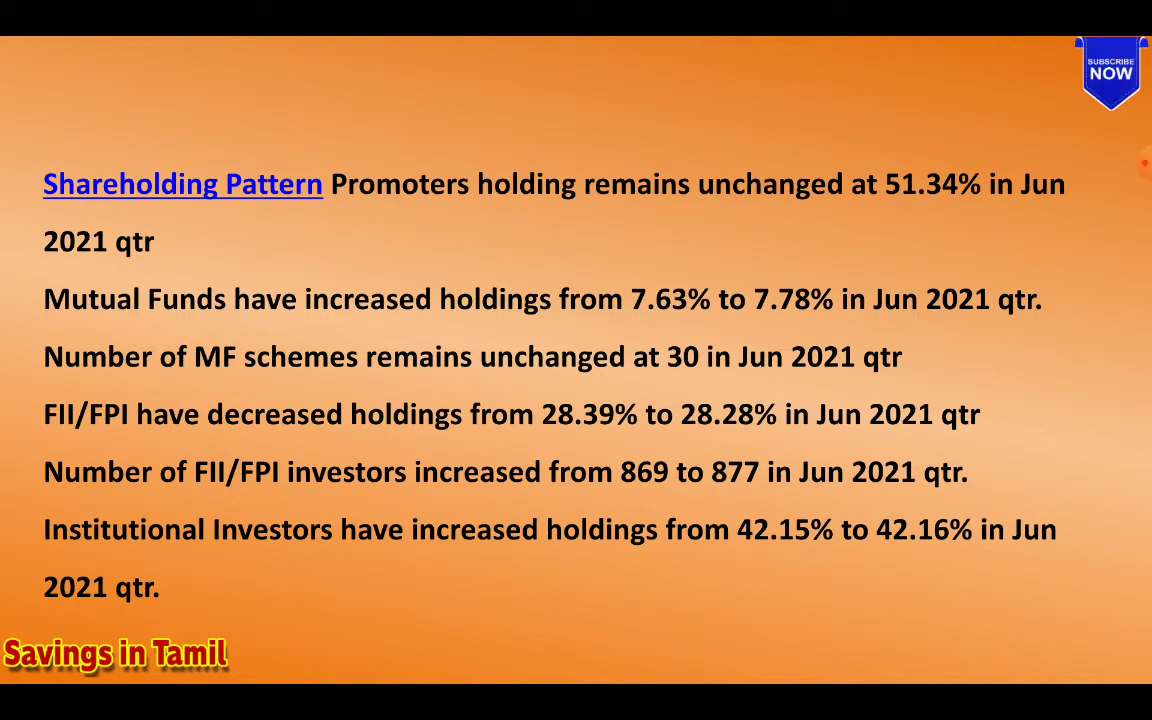 SUBSCRIBE
NOW
Shareholding Pattern Promoters holding remains unchanged at 51.34% in Jun
2021 qtr
Mutual Funds have increased holdings from 7.63% to 7.78% in Jun 2021 qtr.
Number of MF schemes remains unchanged at 30 in Jun 2021 qtr
FII/FPI have decreased holdings from 28.39% to 28.28% in Jun 2021 qtr
Number of FII/FPI investors increased from 869 to 877 in Jun 2021 qtr.
Institutional Investors have increased holdings from 42.15% to 42.16% in Jun
2021 qtr.
Savings in Tamil